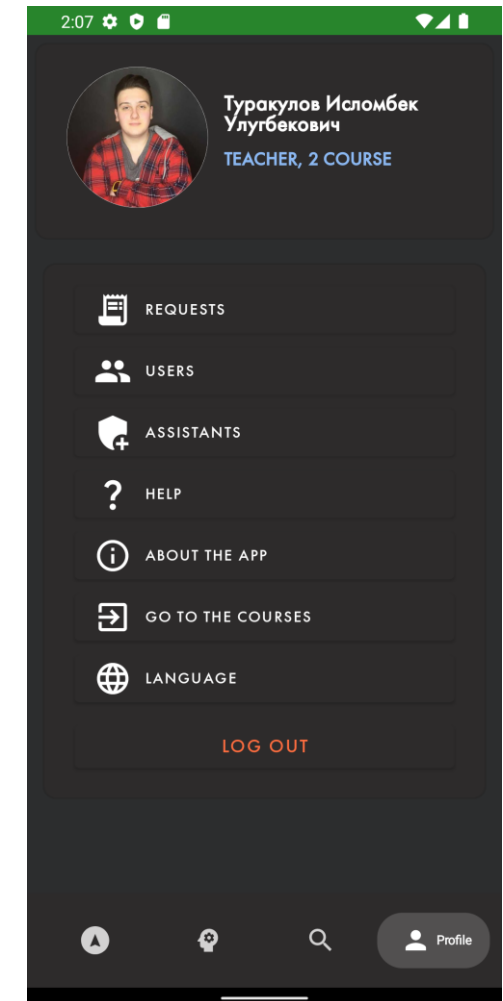 2:07
Туракулов Исломбек
Улугбекович
TEACHER, 2 COURSE
REQUESTS
USERS
ASSISTANTS
HELP
ABOUT THE APP
GO TO THE COURSES
LANGUAGE
LOG OUT
Profile